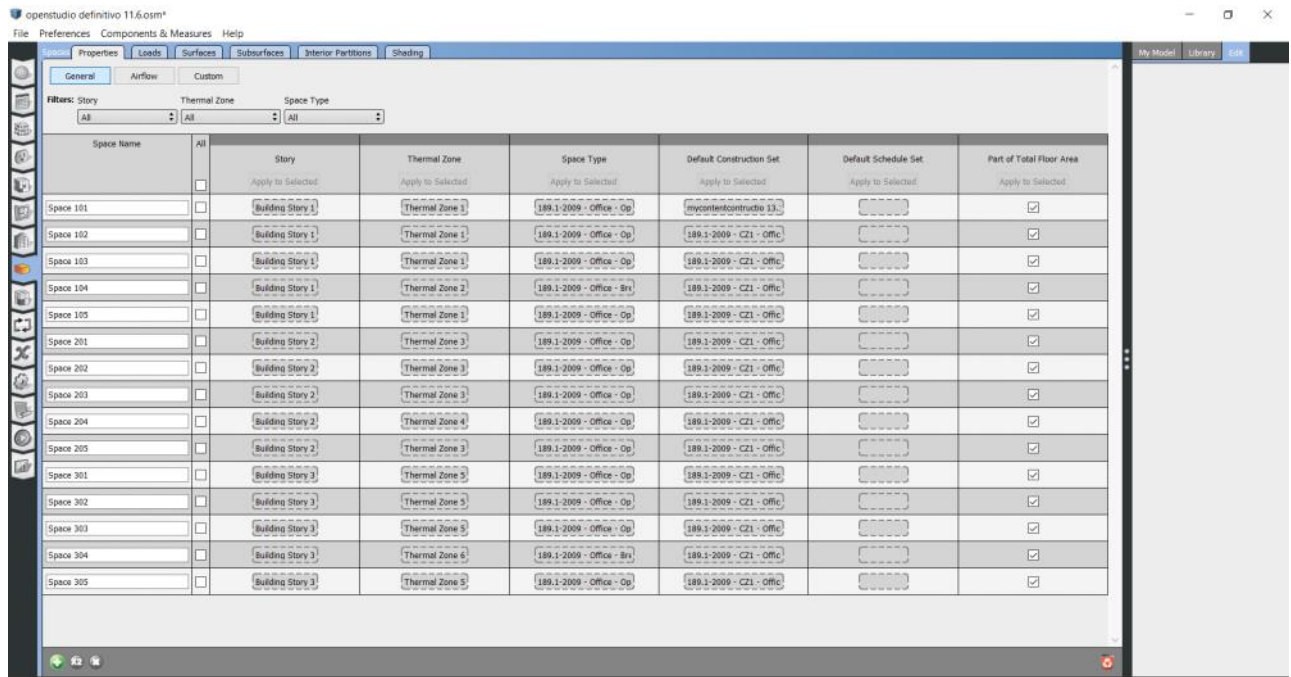 openstudio definitivo 11.6.osm*
File Preferences Components & Measures Help
Spaces Properties Loads Surfaces Subsurfaces Interior Partitions Shading My Model Library Edit
General Airflow Custom
Filters: Story Thermal Zone Space Type
All All All
Space Name All Story Thermal Zone Space Type Default Construction Set Default Schedule Set Part of Total Floor Area
Apply to Selected Apply to Selected Apply to Selected Apply to Selected Apply to Selected Apply to Selected
Space 101 Building Story 1 Thermal Zone 1 189.1-2009 - Office - Op mycontentcontructio 13.
Space 102 Building Story 1 Thermal Zone 1 189.1-2009 - Office - Op 189.1-2009 - CZ1 - Offic
Space 103 Building Story 1 Thermal Zone 1 189.1-2009 - Office - Op 189.1-2009 - CZ1 - Offic
Space 104 Building Story 1 Thermal Zone 2 189.1-2009 - Office - Bre 189.1-2009 - CZ1 - Offic
Space 105 Building Story 1 Thermal Zone 1 189.1-2009 - Office - Op 189.1-2009 - CZ1 - Offic
Space 201 Building Story 2 Thermal Zone 3 189.1-2009 - Office - Op 189.1-2009 - CZ1 - Offic
Space 202 Building Story 2 Thermal Zone 3 189.1-2009 - Office - Op 189.1-2009 - CZ1 - Offic
Space 203 Building Story 2 Thermal Zone 3 189.1-2009 - Office - Op 189.1-2009 - CZ1 - Offic
Space 204 Building Story 2 Thermal Zone 4 189.1-2009 - Office - Op 189.1-2009 - CZ1 - Offic
Space 205 Building Story 2 Thermal Zone 3 189.1-2009 - Office - Op 189.1-2009 - CZ1 - Offic
Space 301 Building Story 3 Thermal Zone 5 189.1-2009 - Office - Op 189.1-2009 - CZ1 - Offic
Space 302 Building Story 3 Thermal Zone 5 189.1-2009 - Office - Op 189.1-2009 - CZ1 - Offic
Space 303 Building Story 3 Thermal Zone 5 189.1-2009 - Office - Op 189.1-2009 - CZ1 - Offic
Space 304 Building Story 3 Thermal Zone 6 189.1-2009 - Office - Bre 189.1-2009 - CZ1 - Offic
Space 305 Building Story 3 Thermal Zone 5 189.1-2009 - Office - Op 189.1-2009 - CZ1 - Offic